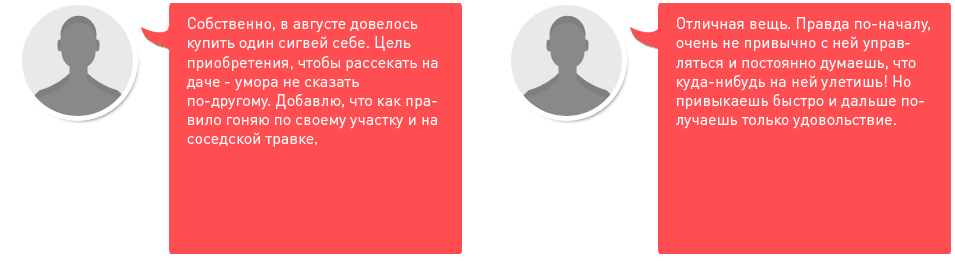 Собственно, в августе довелось
купить один сигвей себе. Цель
приобретения, чтобы рассекать на
даче - умора не сказать
по-другому. Добавлю, что как пра-
вило гоняю по своему участку и на
соседской травке,
Отличная вещь. Правда по-началу,
очень не привычно с ней управ-
ляться и постоянно думаешь, что
куда-нибудь на ней улетишь! Но
привыкаешь быстро и дальше по-
лучаешь только удовольствие.